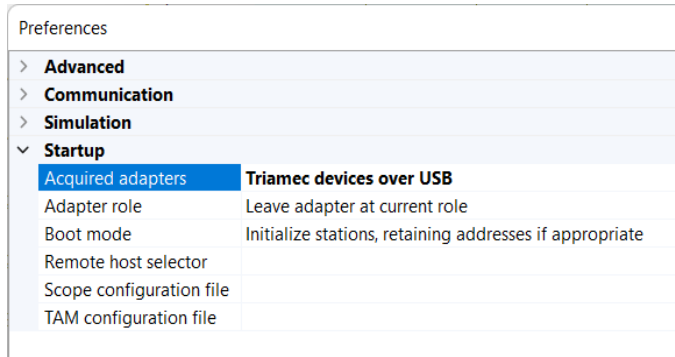 Preferences
Advanced
Communication
Simulation
Startup
Acquired adapters Triamec devices over USB
Adapter role Leave adapter at current role
Boot mode Initialize stations, retaining addresses if appropriate
Remote host selector
Scope configuration file
TAM configuration file